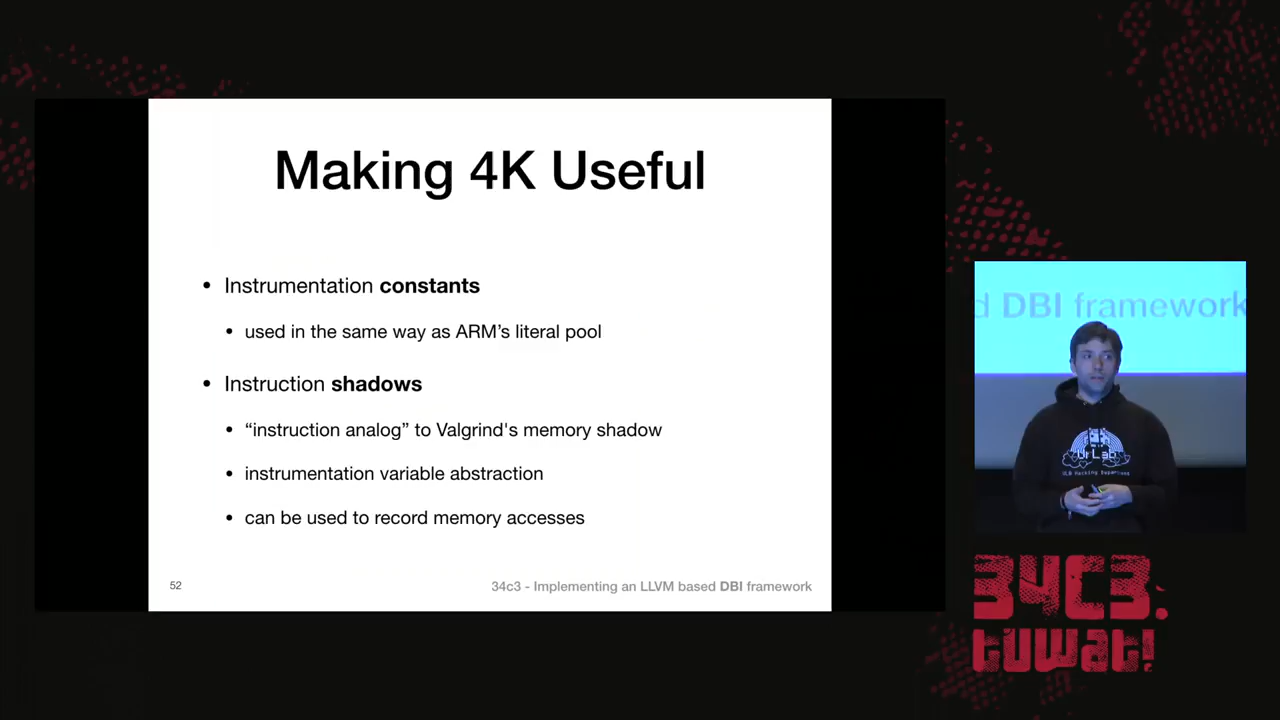 Making 4K Useful
• Instrumentation constants
• used in the same way as ARM’s literal pool
• Instruction shadows
• “instruction analog” to Valgrind's memory shadow
• instrumentation variable abstraction
• can be used to record memory accesses
52
34c3 - Implementing an LLVM based DBI framework
d DBI framework
UrLab
34C3.
tuwat!